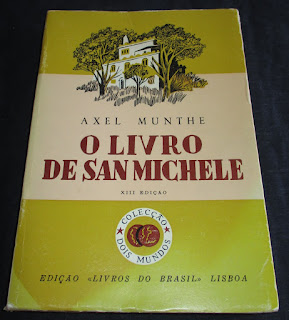 AXEL MUNTHE
O LIVRO
DE SAN MICHELE
XIII EDIÇÃO
COLECÇÃO
DOIS MUNDOS
EDIÇÃO «LIVROS DO BRASIL» LISBOA